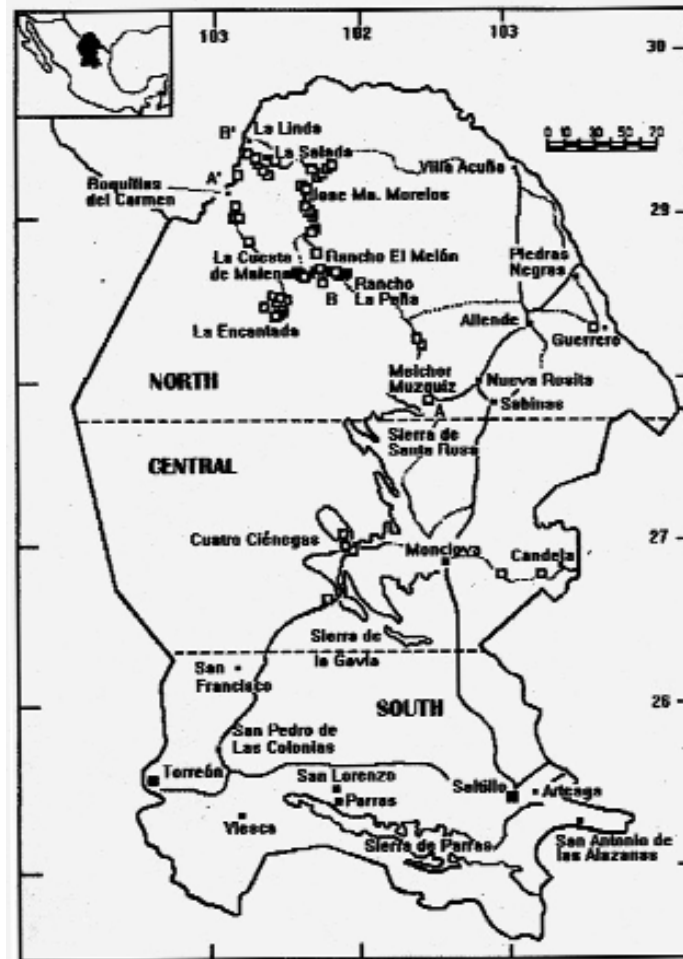 103 102 103
30
B' La Linda
0 10 30 50 70
La Salada
Villa Acuña
A'
Boquillas
del Carmen
Jose Ma. Morelos
29
La Cuesta
de Malena
Rancho El Melón
Piedras
Negras
B
Rancho
La Peña
La Encantada
Allende
Guerrero
NORTH
Melchor
Muzquiz
Nueva Rosita
A
Sabinas
Sierra de
Santa Rosa
CENTRAL
Cuatro Ciénegas
Monclova
Candela
27
Sierra de
la Gavia
San
Francisco
SOUTH
26
San Pedro de
Las Colonias
Torreón
San Lorenzo
Parras
Saltillo
Arteaga
Viesca
Sierra de Parras
San Antonio de
las Alazanas